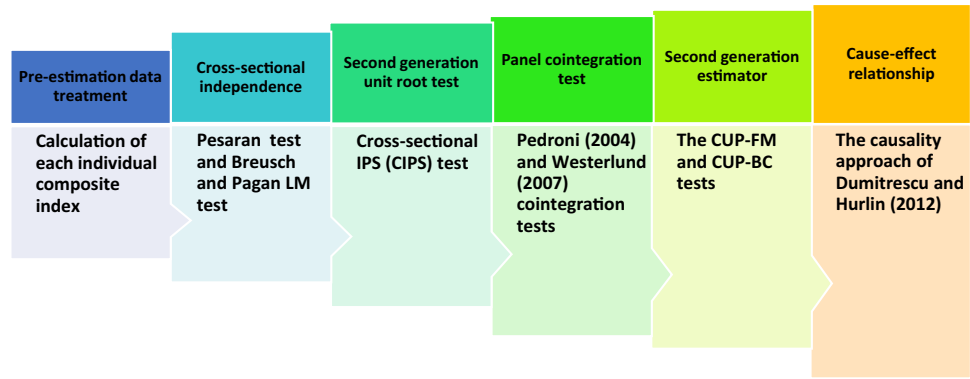 Pre-estimation data
treatment
Calculation of
each individual
composite
index
Cross-sectional
independence
Pesaran test
and Breusch
and Pagan LM
test
Second generation
unit root test
Cross-sectional
IPS (CIPS) test
Panel cointegration
test
Pedroni (2004)
and Westerlund
(2007)
cointegration
tests
Second generation
estimator
The CUP-FM
and CUP-BC
tests
Cause-effect
relationship
The causality
approach of
Dumitrescu and
Hurlin (2012)